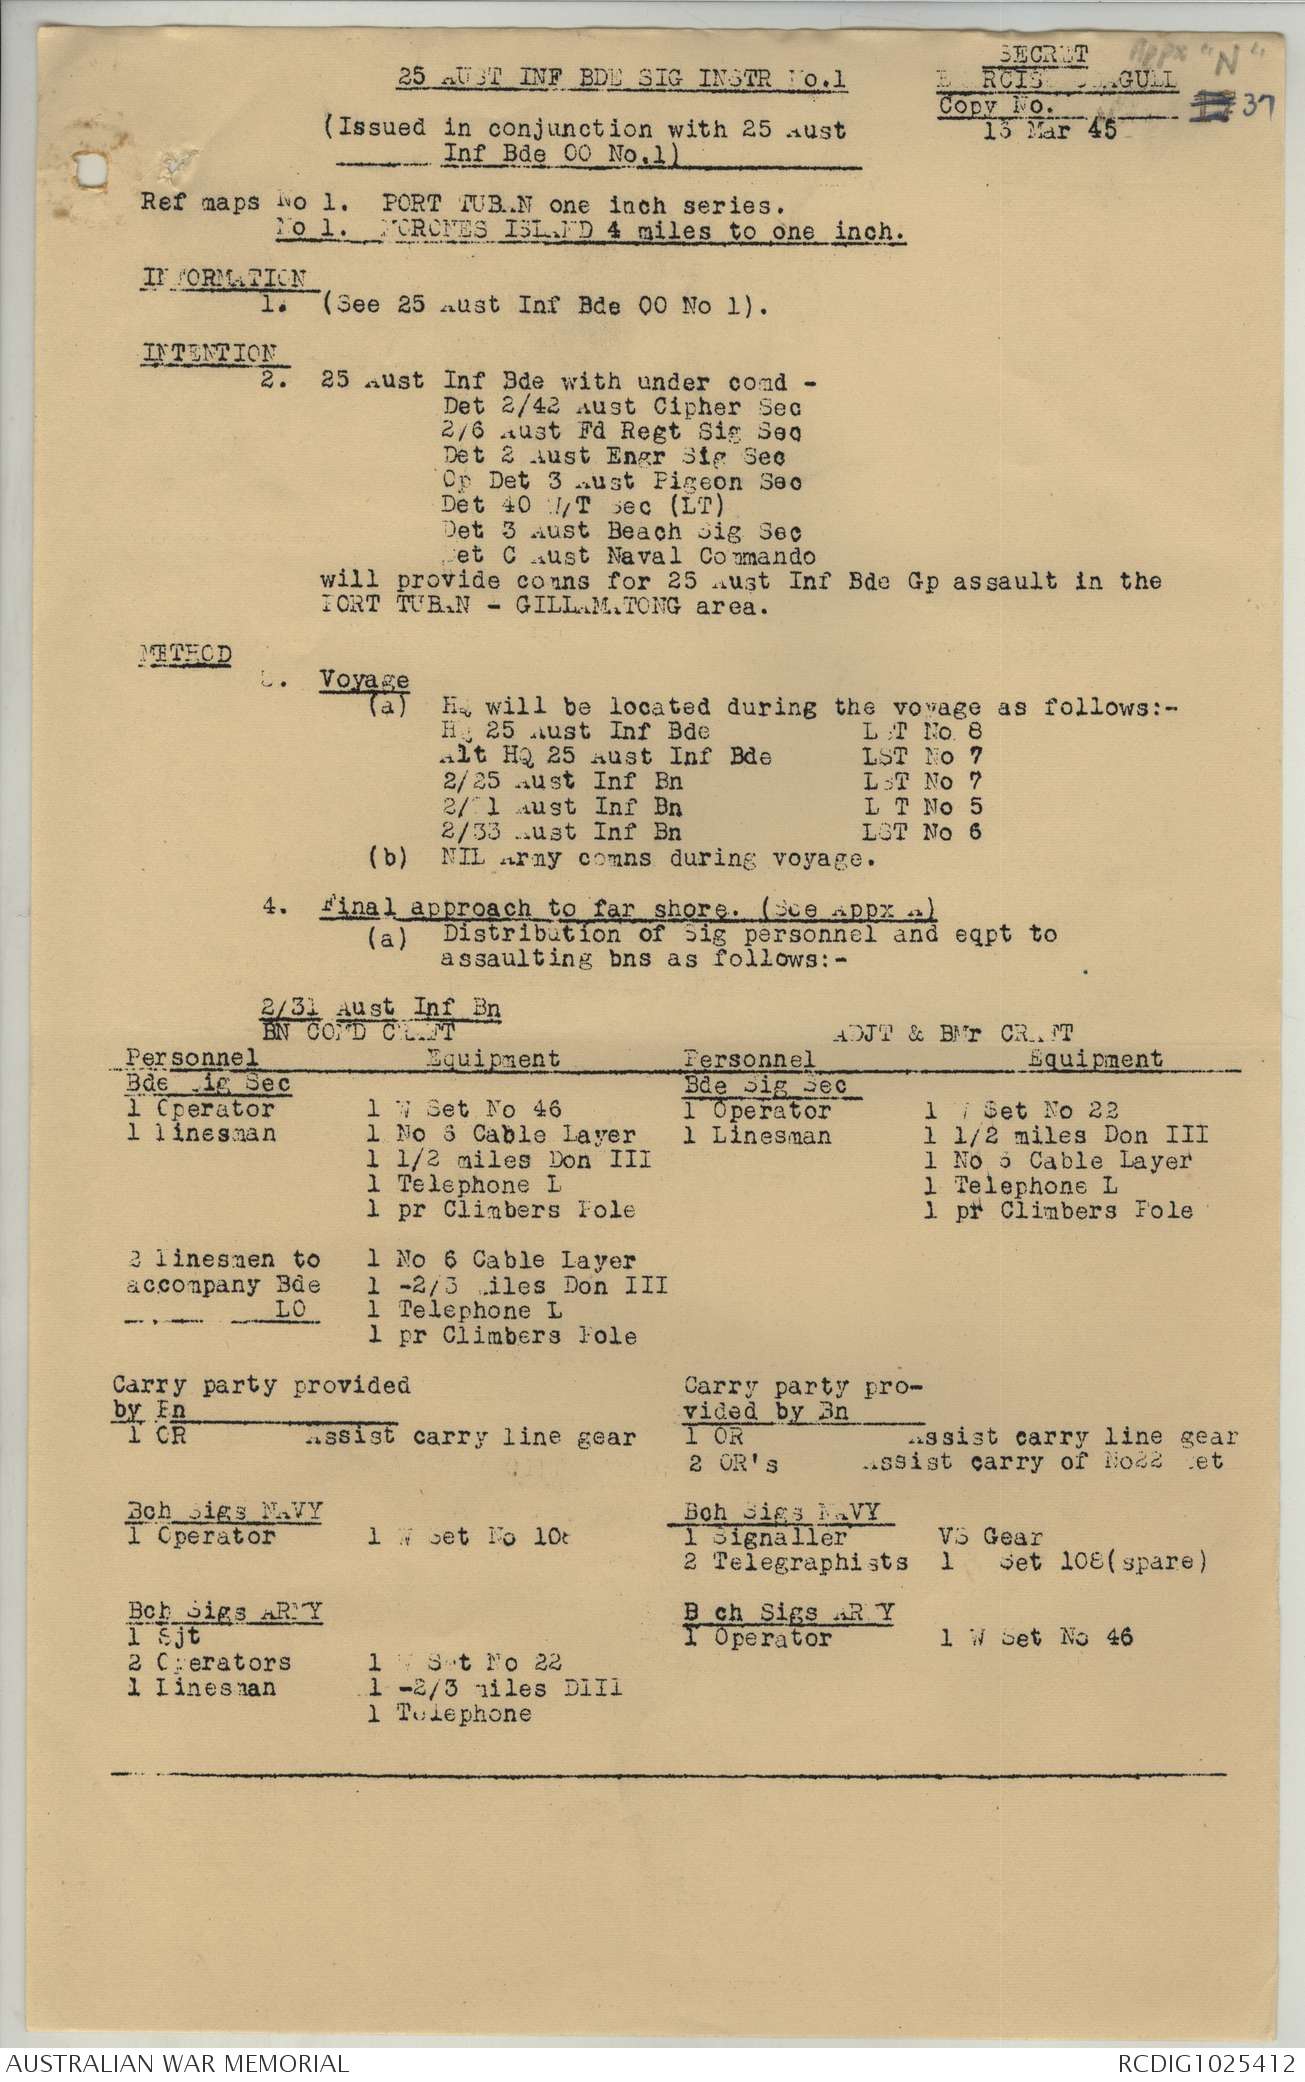 Appx "N"
SECRET
EXERCISE SEAGULL
Copy No.
37
13 Mar 45
25 AUST INF BDE SIG INSTR No.1
(Issued in conjunction with 25 Aust
Inf Bde OO No.1)
Ref maps No 1. PORT TUBAN one inch series.
No 1. MORONES ISLAND 4 miles to one inch.
INFORMATION
1. (See 25 Aust Inf Bde OO No 1).
INTENTION
2. 25 Aust Inf Bde with under comd -
Det 2/42 Aust Cipher Sec
2/6 Aust Fd Regt Sig Sec
Det 2 Aust Engr Sig Sec
Op Det 3 Aust Pigeon Sec
Det 40 W/T Sec (LT)
Det 3 Aust Beach Sig Sec
Det C Aust Naval Commando
will provide comns for 25 Aust Inf Bde Gp assault in the
PORT TUBAN - GILLAMATONG area.
METHOD
3. Voyage
(a) HQ will be located during the voyage as follows:-
HQ 25 Aust Inf Bde LST No 8
Alt HQ 25 Aust Inf Bde LST No 7
2/25 Aust Inf Bn LST No 7
2/31 Aust Inf Bn LST No 5
2/33 Aust Inf Bn LST No 6
(b) NIL Army comns during voyage.
4. Final approach to far shore. (See Appx A)
(a) Distribution of Sig personnel and eqpt to
assaulting bns as follows:-
2/31 Aust Inf Bn
BN COMD CRAFT ADJT & BMr CRAFT
Personnel Equipment Personnel Equipment
Bde Sig Sec Bde Sig Sec
1 Operator 1 W Set No 46 1 Operator 1 W Set No 22
1 Linesman 1 No 6 Cable Layer 1 Linesman 1 1/2 miles Don III
1 1/2 miles Don III 1 No 6 Cable Layer
1 Telephone L 1 Telephone L
1 pr Climbers Pole 1 pr Climbers Pole
2 Linesmen to 1 No 6 Cable Layer
accompany Bde 1 -2/3 miles Don III
LO 1 Telephone L
1 pr Climbers Pole
Carry party provided Carry party pro-
by Bn vided by Bn
1 OR Assist carry line gear 1 OR Assist carry line gear
2 OR's Assist carry of No22 Set
Bch Sigs NAVY Bch Sigs NAVY
1 Operator 1 W Set No 108 1 Signaller VS Gear
2 Telegraphists 1 Set 108(spare)
Bch Sigs ARMY Bch Sigs ARMY
1 Sjt 1 Operator 1 W Set No 46
2 Operators 1 W Set No 22
1 Linesman 1 -2/3 miles DIII
1 Telephone
AUSTRALIAN WAR MEMORIAL RCDIG1025412